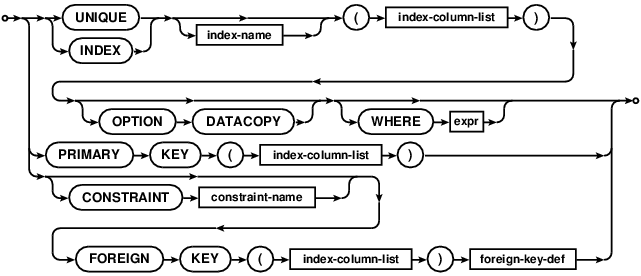 UNIQUE ( index-column-list )
index-name
INDEX
OPTION DATACOPY WHERE expr
PRIMARY KEY ( index-column-list )
CONSTRAINT constraint-name
FOREIGN KEY ( index-column-list ) foreign-key-def